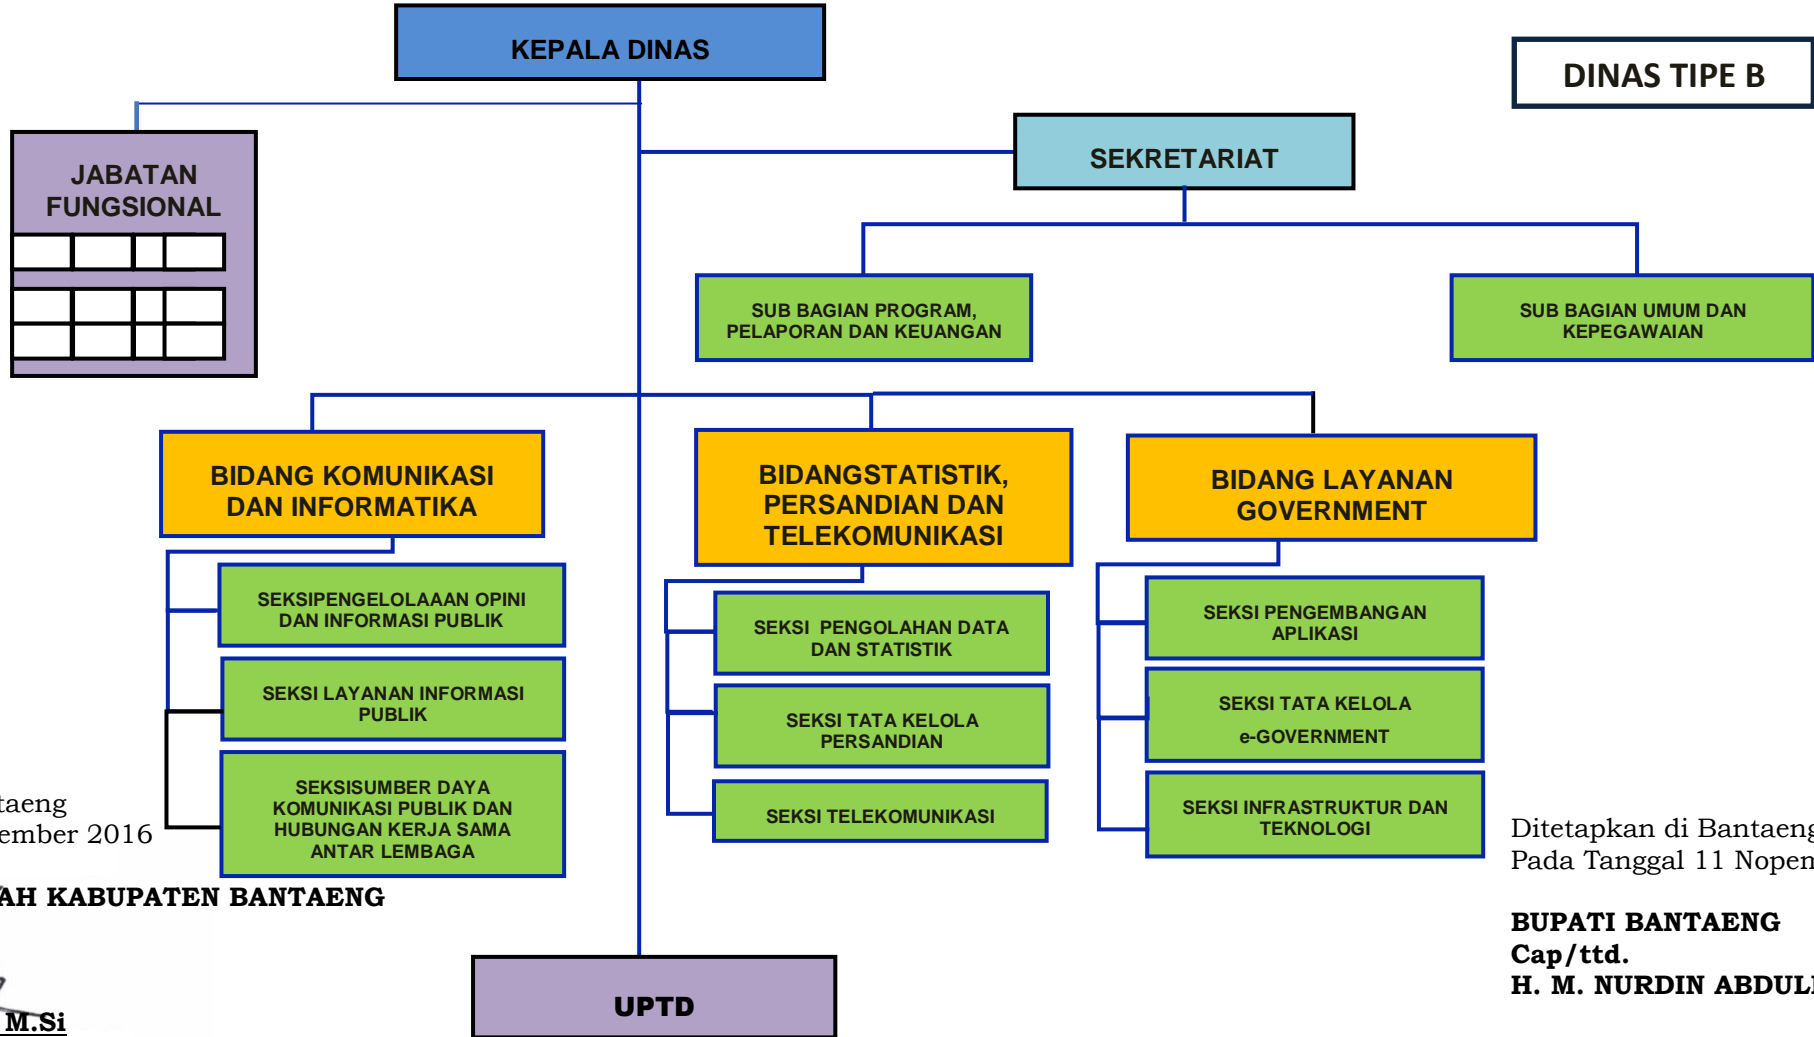 KEPALA DINAS
DINAS TIPE B
JABATAN
FUNGSIONAL
SEKRETARIAT
SUB BAGIAN PROGRAM,
PELAPORAN DAN KEUANGAN
SUB BAGIAN UMUM DAN
KEPEGAWAIAN
BIDANG KOMUNIKASI
DAN INFORMATIKA
SEKSIPENGELOLAAAN OPINI
DAN INFORMASI PUBLIK
SEKSI LAYANAN INFORMASI
PUBLIK
SEKSISUMBER DAYA
KOMUNIKASI PUBLIK DAN
HUBUNGAN KERJA SAMA
ANTAR LEMBAGA
BIDANGSTATISTIK,
PERSANDIAN DAN
TELEKOMUNIKASI
SEKSI PENGOLAHAN DATA
DAN STATISTIK
SEKSI TATA KELOLA
PERSANDIAN
SEKSI TELEKOMUNIKASI
BIDANG LAYANAN
GOVERNMENT
SEKSI PENGEMBANGAN
APLIKASI
SEKSI TATA KELOLA
e-GOVERNMENT
SEKSI INFRASTRUKTUR DAN
TEKNOLOGI
taeng
ember 2016
AH KABUPATEN BANTAENG
M.Si
UPTD
Ditetapkan di Bantaeng
Pada Tanggal 11 Nopem
BUPATI BANTAENG
Cap/ttd.
H. M. NURDIN ABDUL